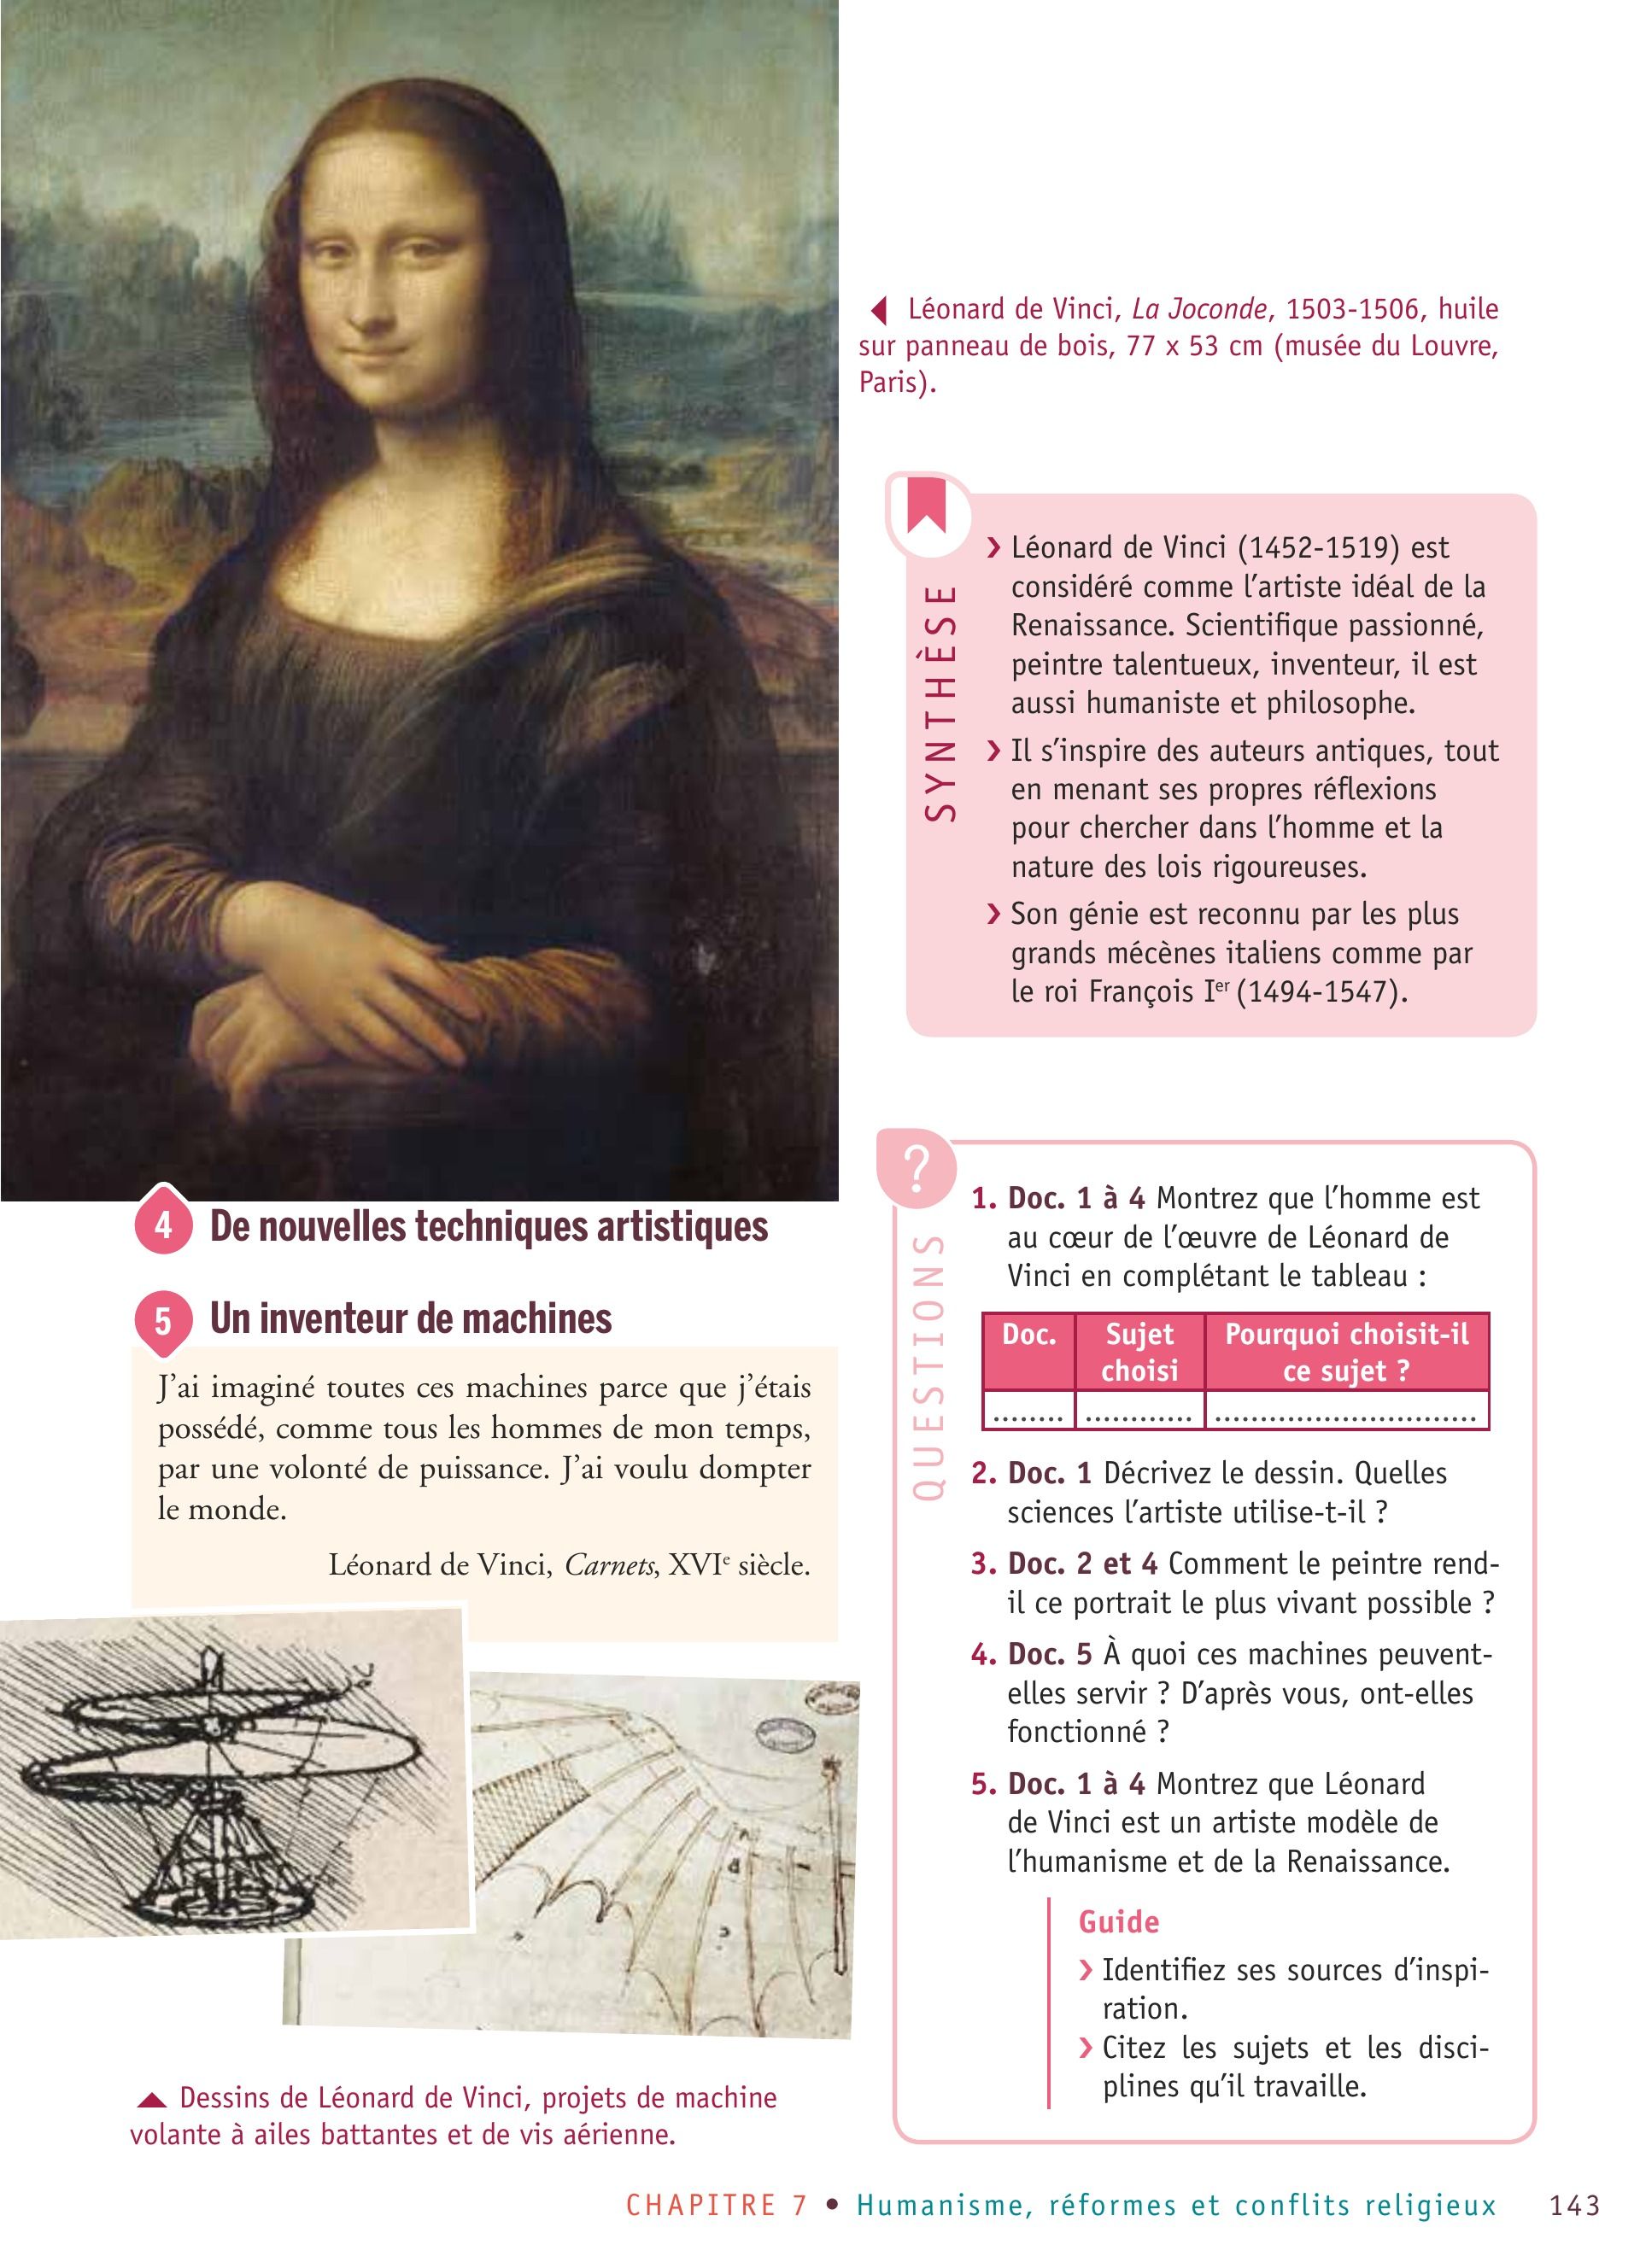 ◀ Léonard de Vinci, La Joconde, 1503-1506, huile
sur panneau de bois, 77 x 53 cm (musée du Louvre,
Paris).
SYNTHÈSE
❯ Léonard de Vinci (1452-1519) est
considéré comme l'artiste idéal de la
Renaissance. Scientifique passionné,
peintre talentueux, inventeur, il est
aussi humaniste et philosophe.
❯ Il s'inspire des auteurs antiques, tout
en menant ses propres réflexions
pour chercher dans l'homme et la
nature des lois rigoureuses.
❯ Son génie est reconnu par les plus
grands mécènes italiens comme par
le roi François Ier (1494-1547).
4 De nouvelles techniques artistiques
5 Un inventeur de machines
J'ai imaginé toutes ces machines parce que j'étais
possédé, comme tous les hommes de mon temps,
par une volonté de puissance. J'ai voulu dompter
le monde.
Léonard de Vinci, Carnets, XVIe siècle.
▲ Dessins de Léonard de Vinci, projets de machine
volante à ailes battantes et de vis aérienne.
?
QUESTIONS
1. Doc. 1 à 4 Montrez que l'homme est
au cœur de l'œuvre de Léonard de
Vinci en complétant le tableau :
Doc. Sujet choisi Pourquoi choisit-il ce sujet ?
........ ............ .............................
2. Doc. 1 Décrivez le dessin. Quelles
sciences l'artiste utilise-t-il ?
3. Doc. 2 et 4 Comment le peintre rend-
il ce portrait le plus vivant possible ?
4. Doc. 5 À quoi ces machines peuvent-
elles servir ? D'après vous, ont-elles
fonctionné ?
5. Doc. 1 à 4 Montrez que Léonard
de Vinci est un artiste modèle de
l'humanisme et de la Renaissance.
Guide
❯ Identifiez ses sources d'inspi-
ration.
❯ Citez les sujets et les disci-
plines qu'il travaille.
CHAPITRE 7 • Humanisme, réformes et conflits religieux 143